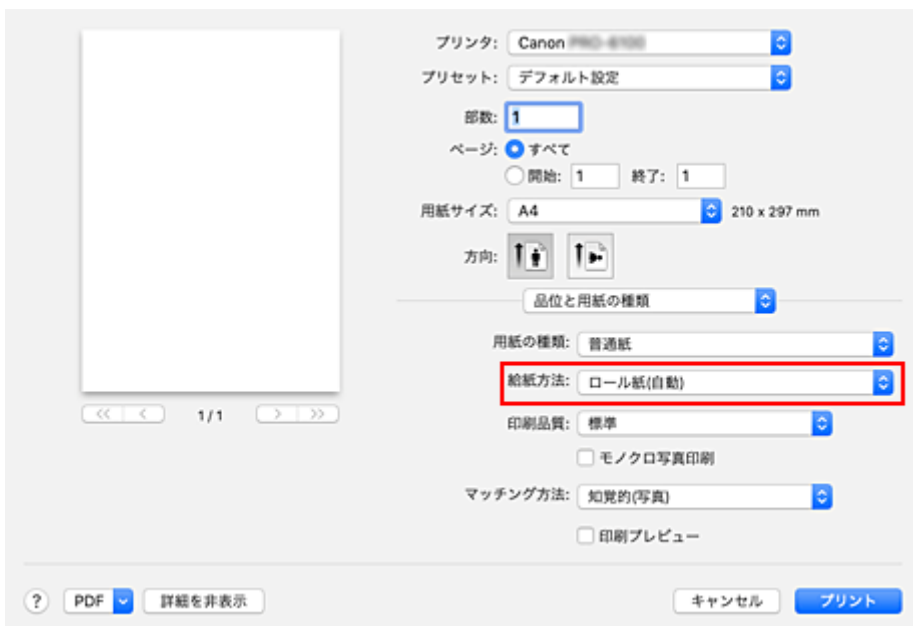 プリンタ: Canon
プリセット: デフォルト設定
部数: 1
ページ: すべて
開始: 1 終了: 1
用紙サイズ: A4 210 x 297 mm
方向:
品位と用紙の種類
用紙の種類: 普通紙
給紙方法: ロール紙(自動)
<< < 1/1 > >>
印刷品質: 標準
モノクロ写真印刷
マッチング方法: 知覚的(写真)
印刷プレビュー
? PDF 詳細を非表示 キャンセル プリント